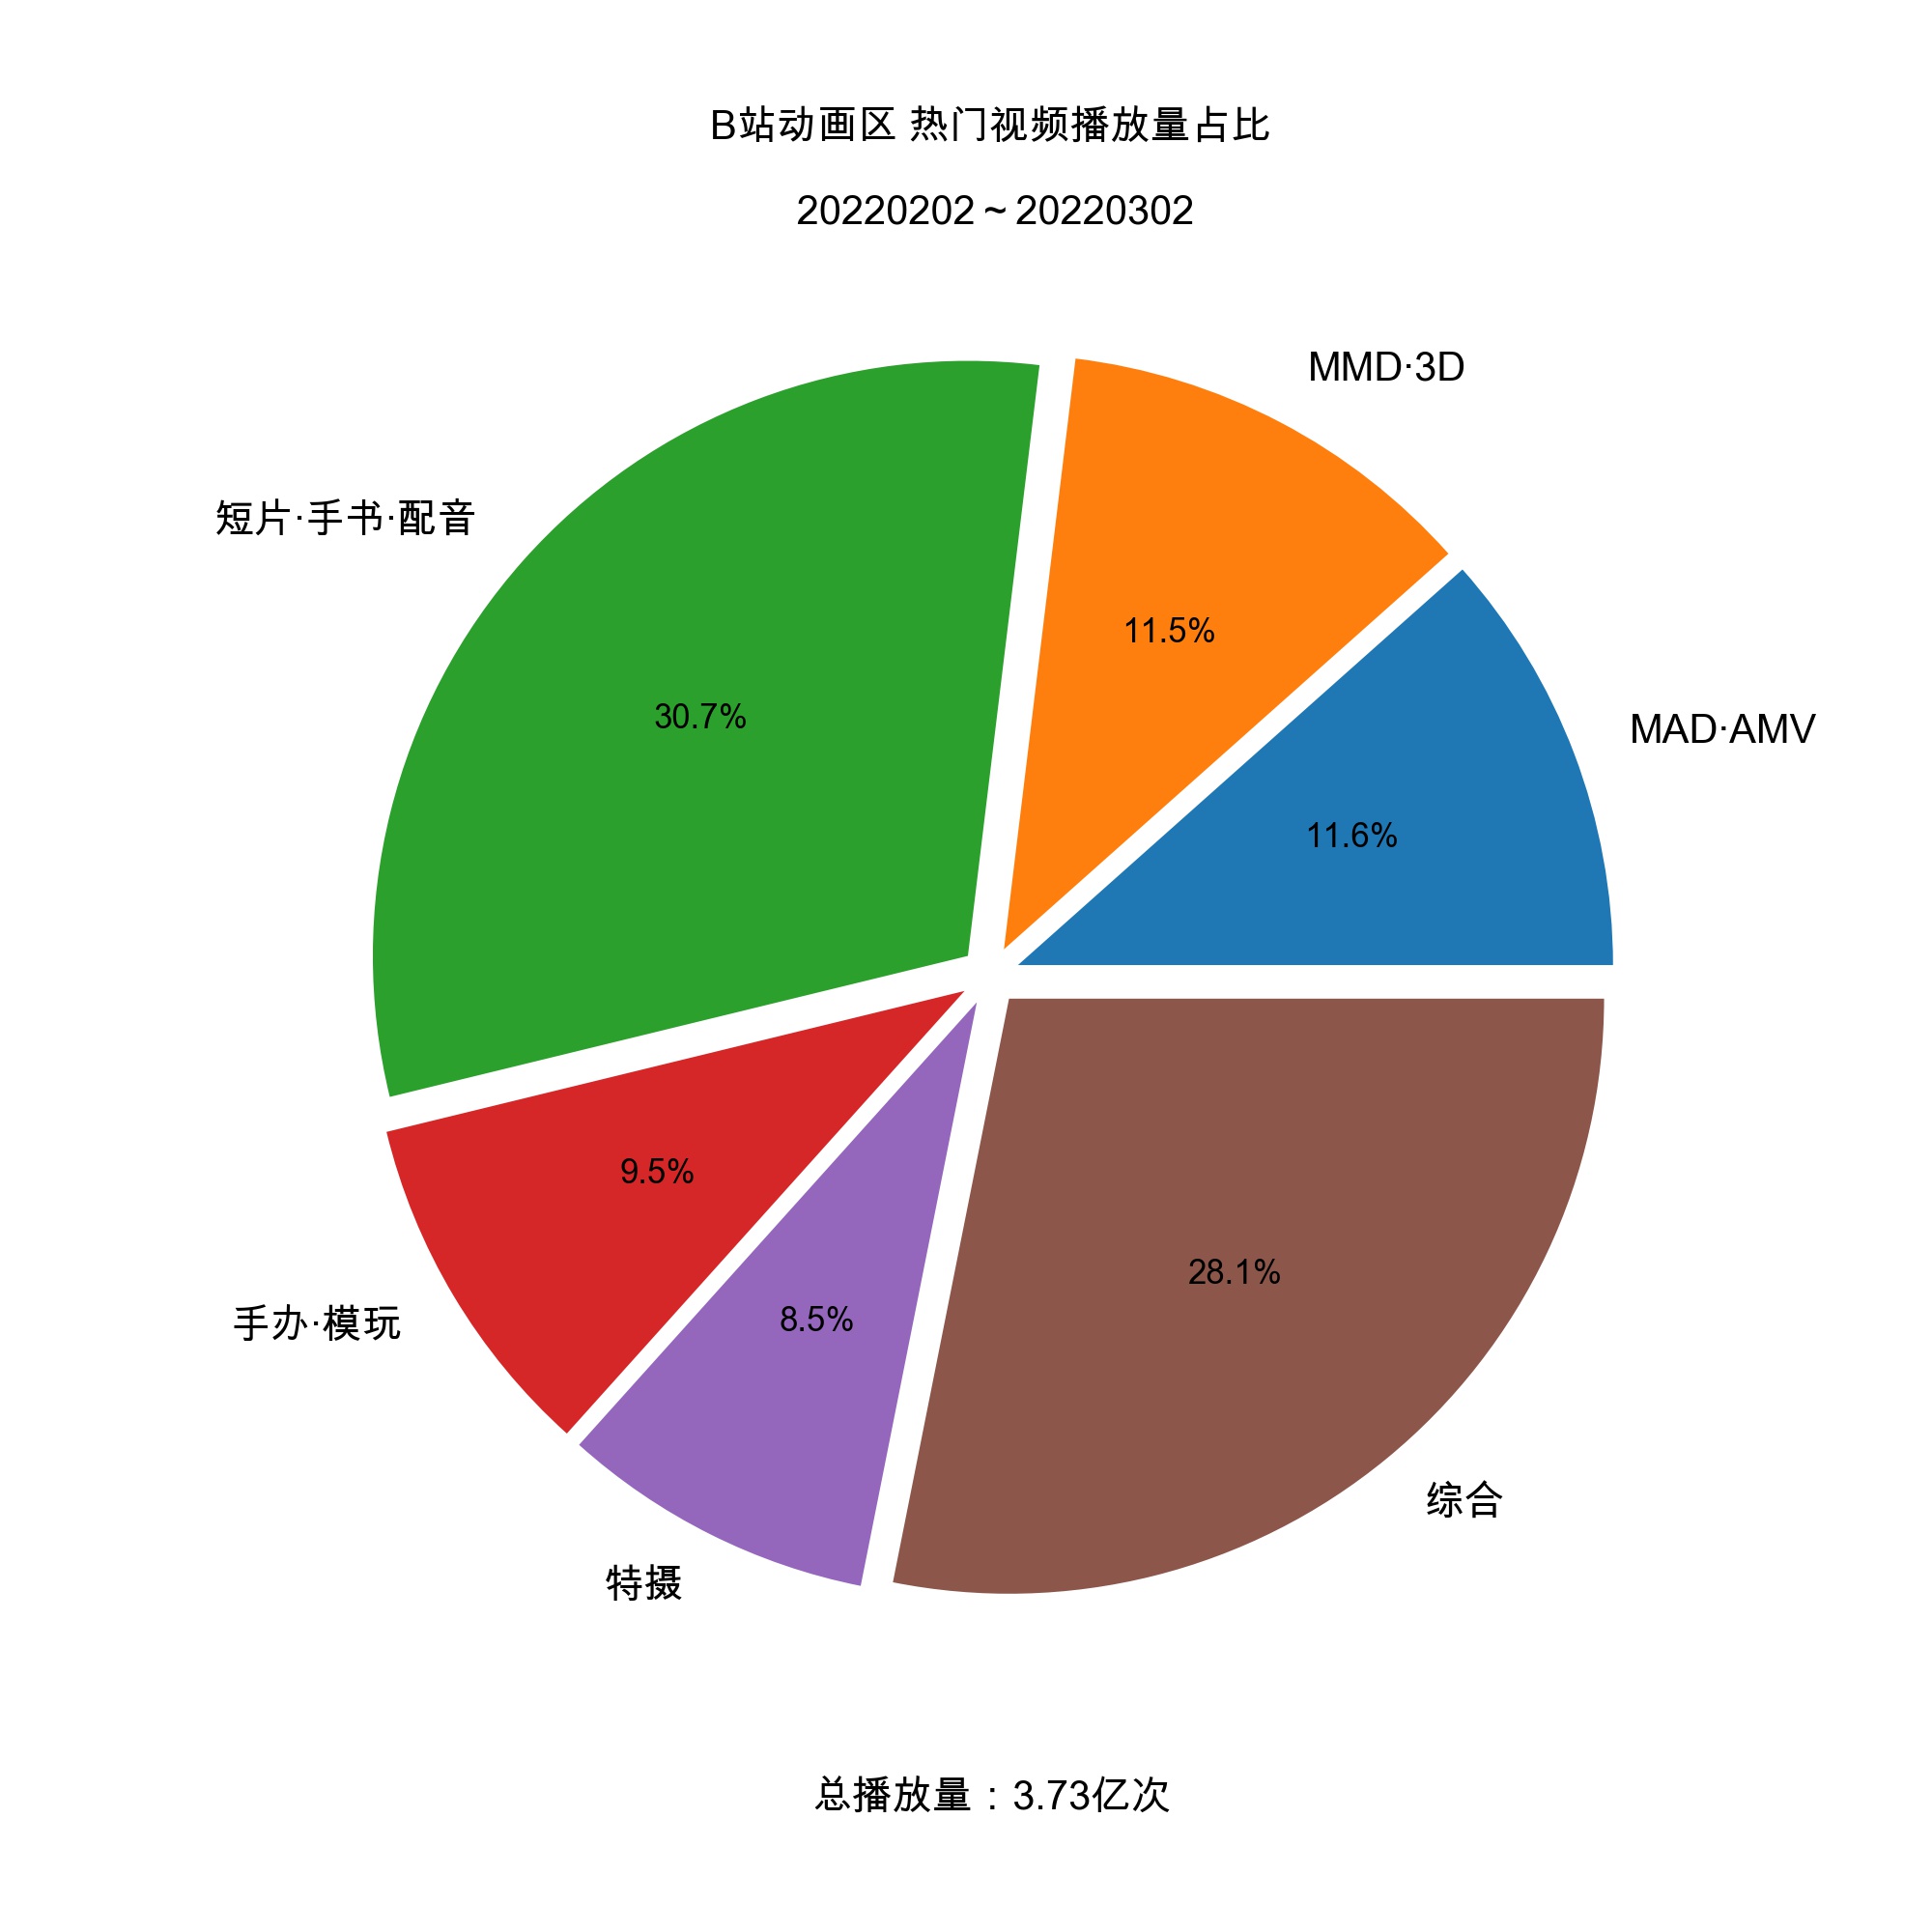 B站动画区 热门视频播放量占比
20220202 ~ 20220302
MMD·3D
短片·手书·配音
11.5%
30.7%
MAD·AMV
11.6%
9.5%
28.1%
手办·模玩
8.5%
综合
特摄
总播放量：3.73亿次